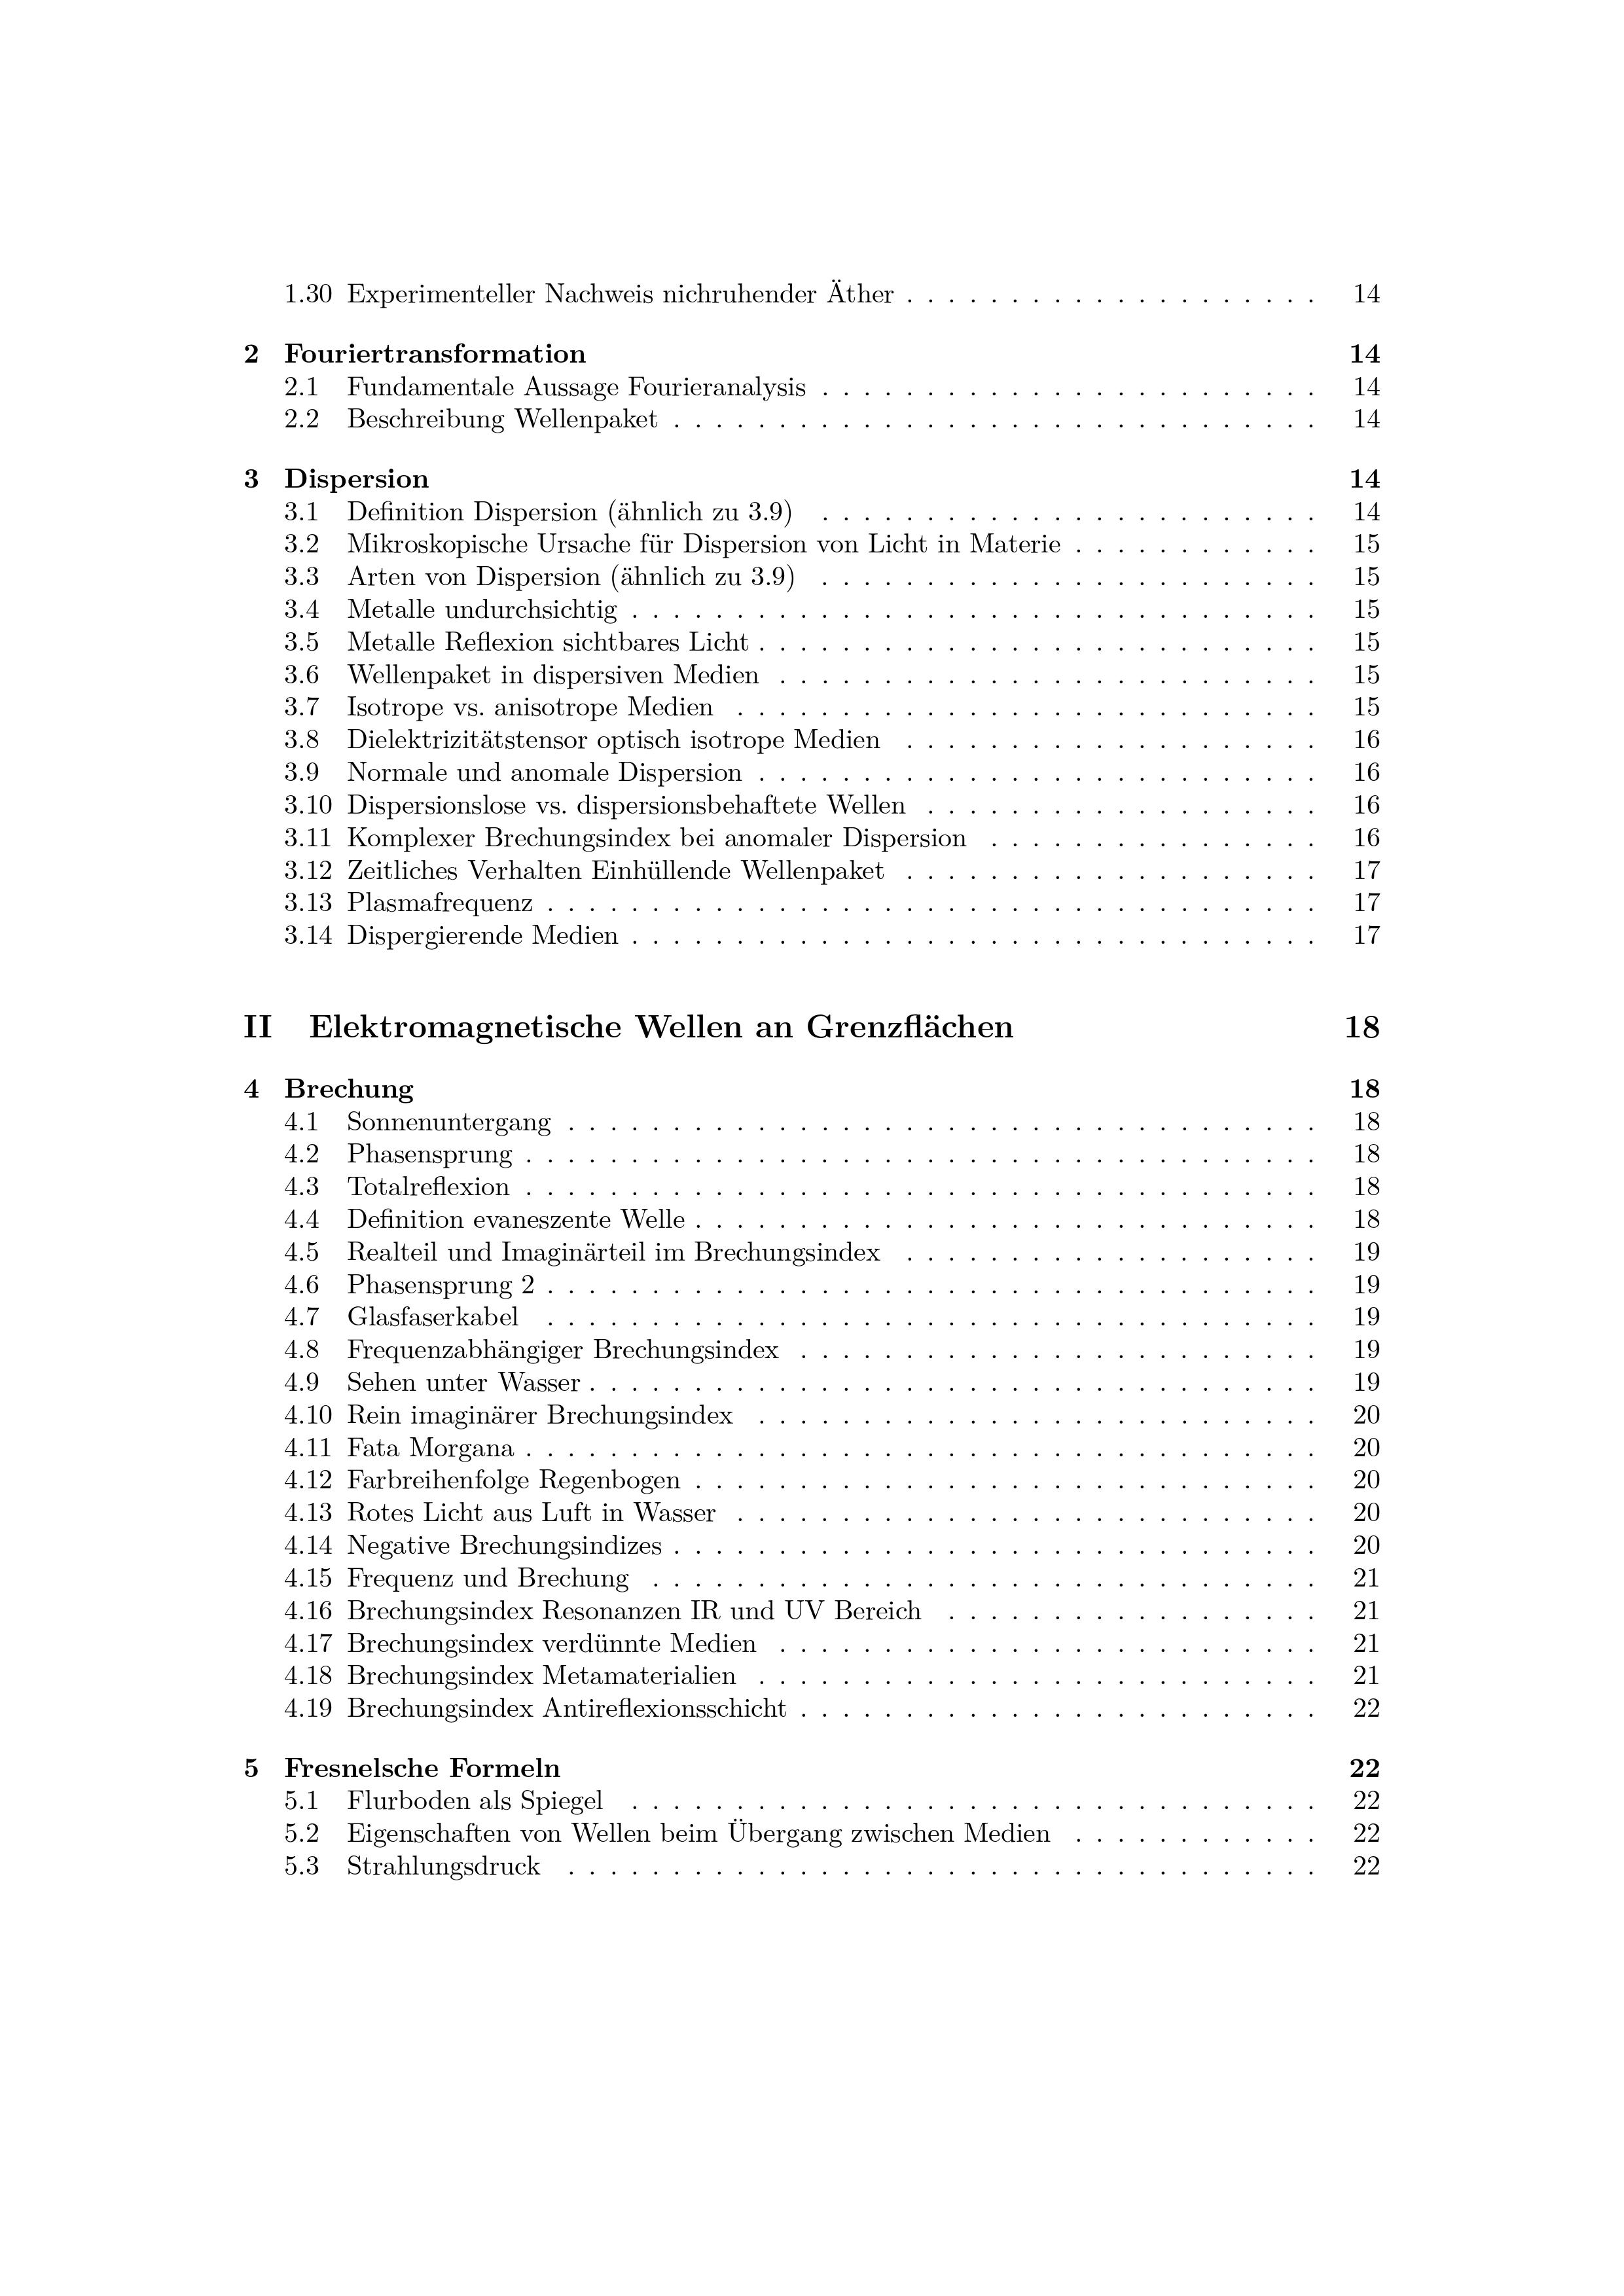 1.30 Experimenteller Nachweis nichruhender Äther . . . . . . . . . . . . . . . . . . . . 14
2 Fouriertransformation 14
2.1 Fundamentale Aussage Fourieranalysis . . . . . . . . . . . . . . . . . . . . . . . . 14
2.2 Beschreibung Wellenpaket . . . . . . . . . . . . . . . . . . . . . . . . . . . . . . . 14
3 Dispersion 14
3.1 Definition Dispersion (ähnlich zu 3.9) . . . . . . . . . . . . . . . . . . . . . . . . 14
3.2 Mikroskopische Ursache für Dispersion von Licht in Materie . . . . . . . . . . . . 15
3.3 Arten von Dispersion (ähnlich zu 3.9) . . . . . . . . . . . . . . . . . . . . . . . . 15
3.4 Metalle undurchsichtig . . . . . . . . . . . . . . . . . . . . . . . . . . . . . . . . . 15
3.5 Metalle Reflexion sichtbares Licht . . . . . . . . . . . . . . . . . . . . . . . . . . . 15
3.6 Wellenpaket in dispersiven Medien . . . . . . . . . . . . . . . . . . . . . . . . . . 15
3.7 Isotrope vs. anisotrope Medien . . . . . . . . . . . . . . . . . . . . . . . . . . . . 15
3.8 Dielektrizitätstensor optisch isotrope Medien . . . . . . . . . . . . . . . . . . . . 16
3.9 Normale und anomale Dispersion . . . . . . . . . . . . . . . . . . . . . . . . . . . 16
3.10 Dispersionslose vs. dispersionsbehaftete Wellen . . . . . . . . . . . . . . . . . . . 16
3.11 Komplexer Brechungsindex bei anomaler Dispersion . . . . . . . . . . . . . . . . 16
3.12 Zeitliches Verhalten Einhüllende Wellenpaket . . . . . . . . . . . . . . . . . . . . 17
3.13 Plasmafrequenz . . . . . . . . . . . . . . . . . . . . . . . . . . . . . . . . . . . . . 17
3.14 Dispergierende Medien . . . . . . . . . . . . . . . . . . . . . . . . . . . . . . . . . 17
II Elektromagnetische Wellen an Grenzflächen 18
4 Brechung 18
4.1 Sonnenuntergang . . . . . . . . . . . . . . . . . . . . . . . . . . . . . . . . . . . . 18
4.2 Phasensprung . . . . . . . . . . . . . . . . . . . . . . . . . . . . . . . . . . . . . . 18
4.3 Totalreflexion . . . . . . . . . . . . . . . . . . . . . . . . . . . . . . . . . . . . . . 18
4.4 Definition evaneszente Welle . . . . . . . . . . . . . . . . . . . . . . . . . . . . . . 18
4.5 Realteil und Imaginärteil im Brechungsindex . . . . . . . . . . . . . . . . . . . . 19
4.6 Phasensprung 2 . . . . . . . . . . . . . . . . . . . . . . . . . . . . . . . . . . . . . 19
4.7 Glasfaserkabel . . . . . . . . . . . . . . . . . . . . . . . . . . . . . . . . . . . . . 19
4.8 Frequenzabhängiger Brechungsindex . . . . . . . . . . . . . . . . . . . . . . . . . 19
4.9 Sehen unter Wasser . . . . . . . . . . . . . . . . . . . . . . . . . . . . . . . . . . . 19
4.10 Rein imaginärer Brechungsindex . . . . . . . . . . . . . . . . . . . . . . . . . . . 20
4.11 Fata Morgana . . . . . . . . . . . . . . . . . . . . . . . . . . . . . . . . . . . . . . 20
4.12 Farbreihenfolge Regenbogen . . . . . . . . . . . . . . . . . . . . . . . . . . . . . . 20
4.13 Rotes Licht aus Luft in Wasser . . . . . . . . . . . . . . . . . . . . . . . . . . . . 20
4.14 Negative Brechungsindizes . . . . . . . . . . . . . . . . . . . . . . . . . . . . . . . 20
4.15 Frequenz und Brechung . . . . . . . . . . . . . . . . . . . . . . . . . . . . . . . . 21
4.16 Brechungsindex Resonanzen IR und UV Bereich . . . . . . . . . . . . . . . . . . 21
4.17 Brechungsindex verdünnte Medien . . . . . . . . . . . . . . . . . . . . . . . . . . 21
4.18 Brechungsindex Metamaterialien . . . . . . . . . . . . . . . . . . . . . . . . . . . 21
4.19 Brechungsindex Antireflexionsschicht . . . . . . . . . . . . . . . . . . . . . . . . . 22
5 Fresnelsche Formeln 22
5.1 Flurboden als Spiegel . . . . . . . . . . . . . . . . . . . . . . . . . . . . . . . . . 22
5.2 Eigenschaften von Wellen beim Übergang zwischen Medien . . . . . . . . . . . . 22
5.3 Strahlungsdruck . . . . . . . . . . . . . . . . . . . . . . . . . . . . . . . . . . . . 22